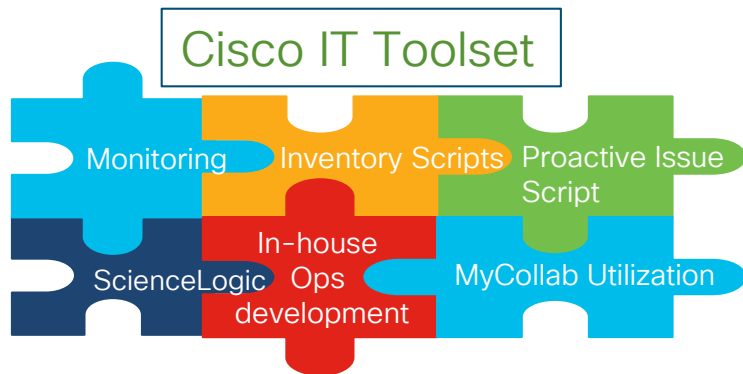 Cisco IT Toolset
Monitoring
Inventory Scripts
Proactive Issue
Script
ScienceLogic
In-house
Ops
development
MyCollab Utilization